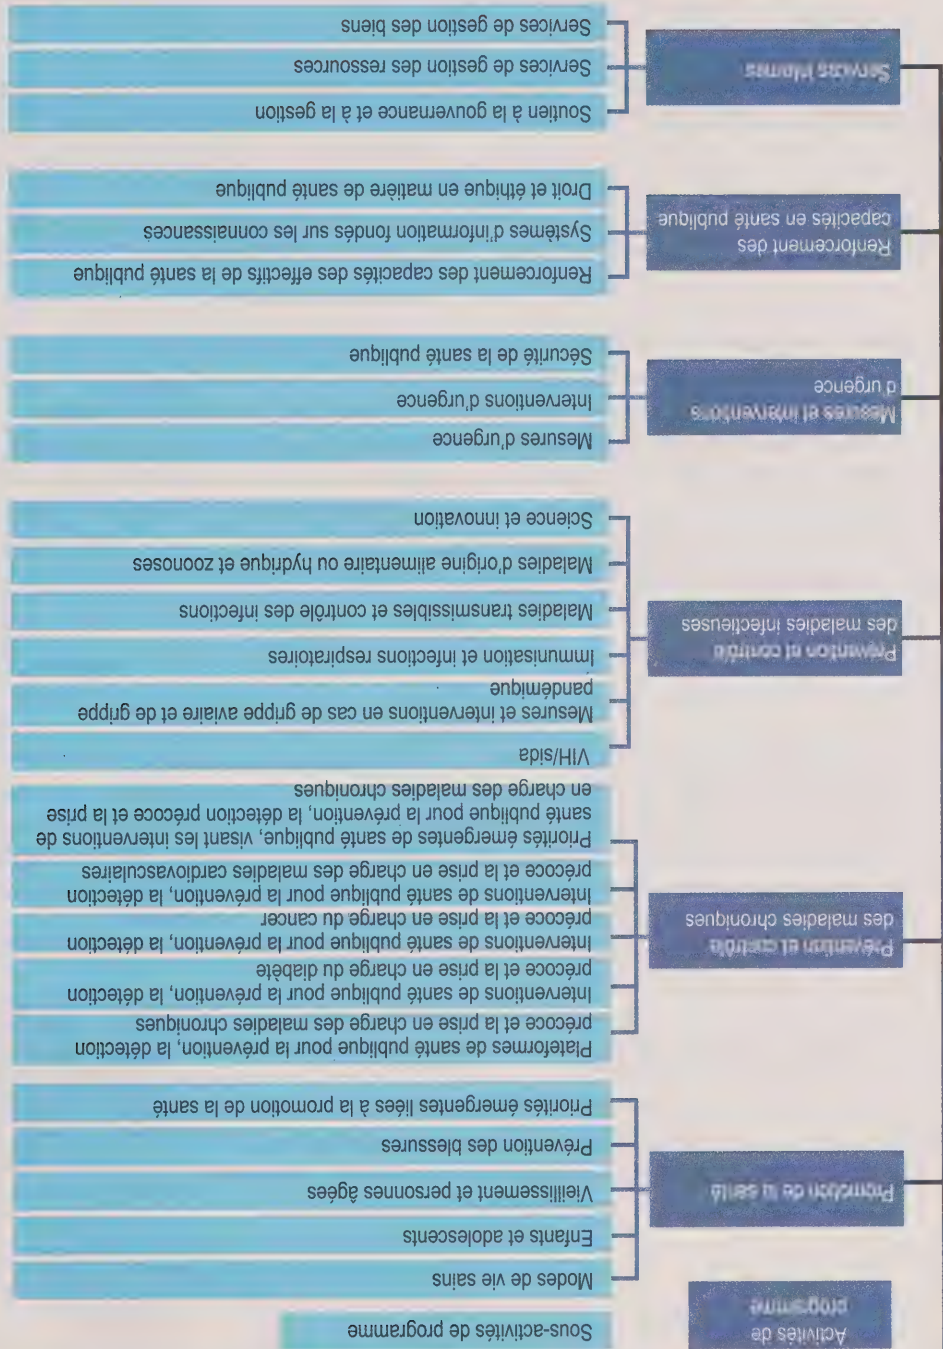 Activités de
programme
Sous-activités de programme
Promotion de la santé
Modes de vie sains
Enfants et adolescents
Vieillissement et personnes âgées
Prévention des blessures
Priorités émergentes liées à la promotion de la santé
Prévention et contrôle
des maladies chroniques
Plateformes de santé publique pour la prévention, la détection
précoce et la prise en charge des maladies chroniques
Interventions de santé publique pour la prévention, la détection
précoce et la prise en charge du diabète
Interventions de santé publique pour la prévention, la détection
précoce et la prise en charge du cancer
Interventions de santé publique pour la prévention, la détection
précoce et la prise en charge des maladies cardiovasculaires
Priorités émergentes de santé publique, visant les interventions de
santé publique pour la prévention, la détection précoce et la prise
en charge des maladies chroniques
Prévention et contrôle
des maladies infectieuses
VIH/sida
Mesures et interventions en cas de grippe aviaire et de grippe
pandémique
Immunisation et infections respiratoires
Maladies transmissibles et contrôle des infections
Maladies d'origine alimentaire ou hydrique et zoonoses
Science et innovation
Mesures et interventions
d'urgence
Mesures d'urgence
Interventions d'urgence
Sécurité de la santé publique
Renforcement des
capacités en santé publique
Renforcement des capacités des effectifs de la santé publique
Systèmes d'information fondés sur les connaissances
Droit et éthique en matière de santé publique
Services internes
Soutien à la gouvernance et à la gestion
Services de gestion des ressources
Services de gestion des biens